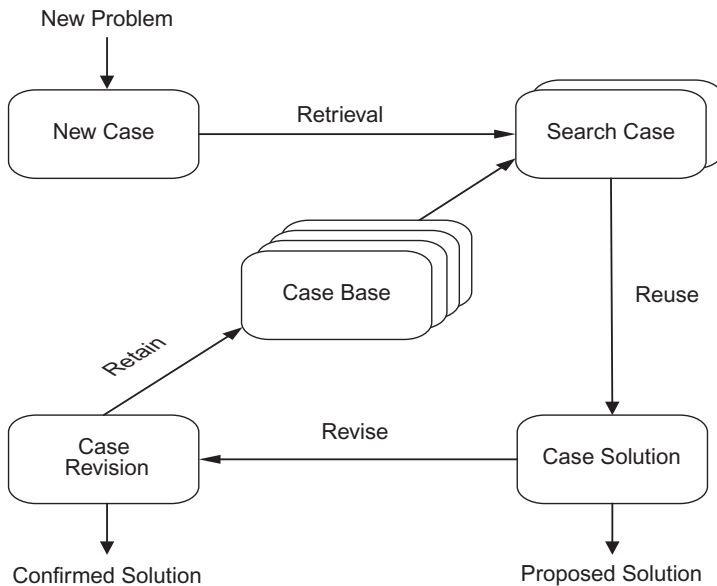 New Problem
New Case
Retrieval
Search Case
Case Base
Reuse
Retain
Case
Revision
Revise
Case Solution
Confirmed Solution
Proposed Solution